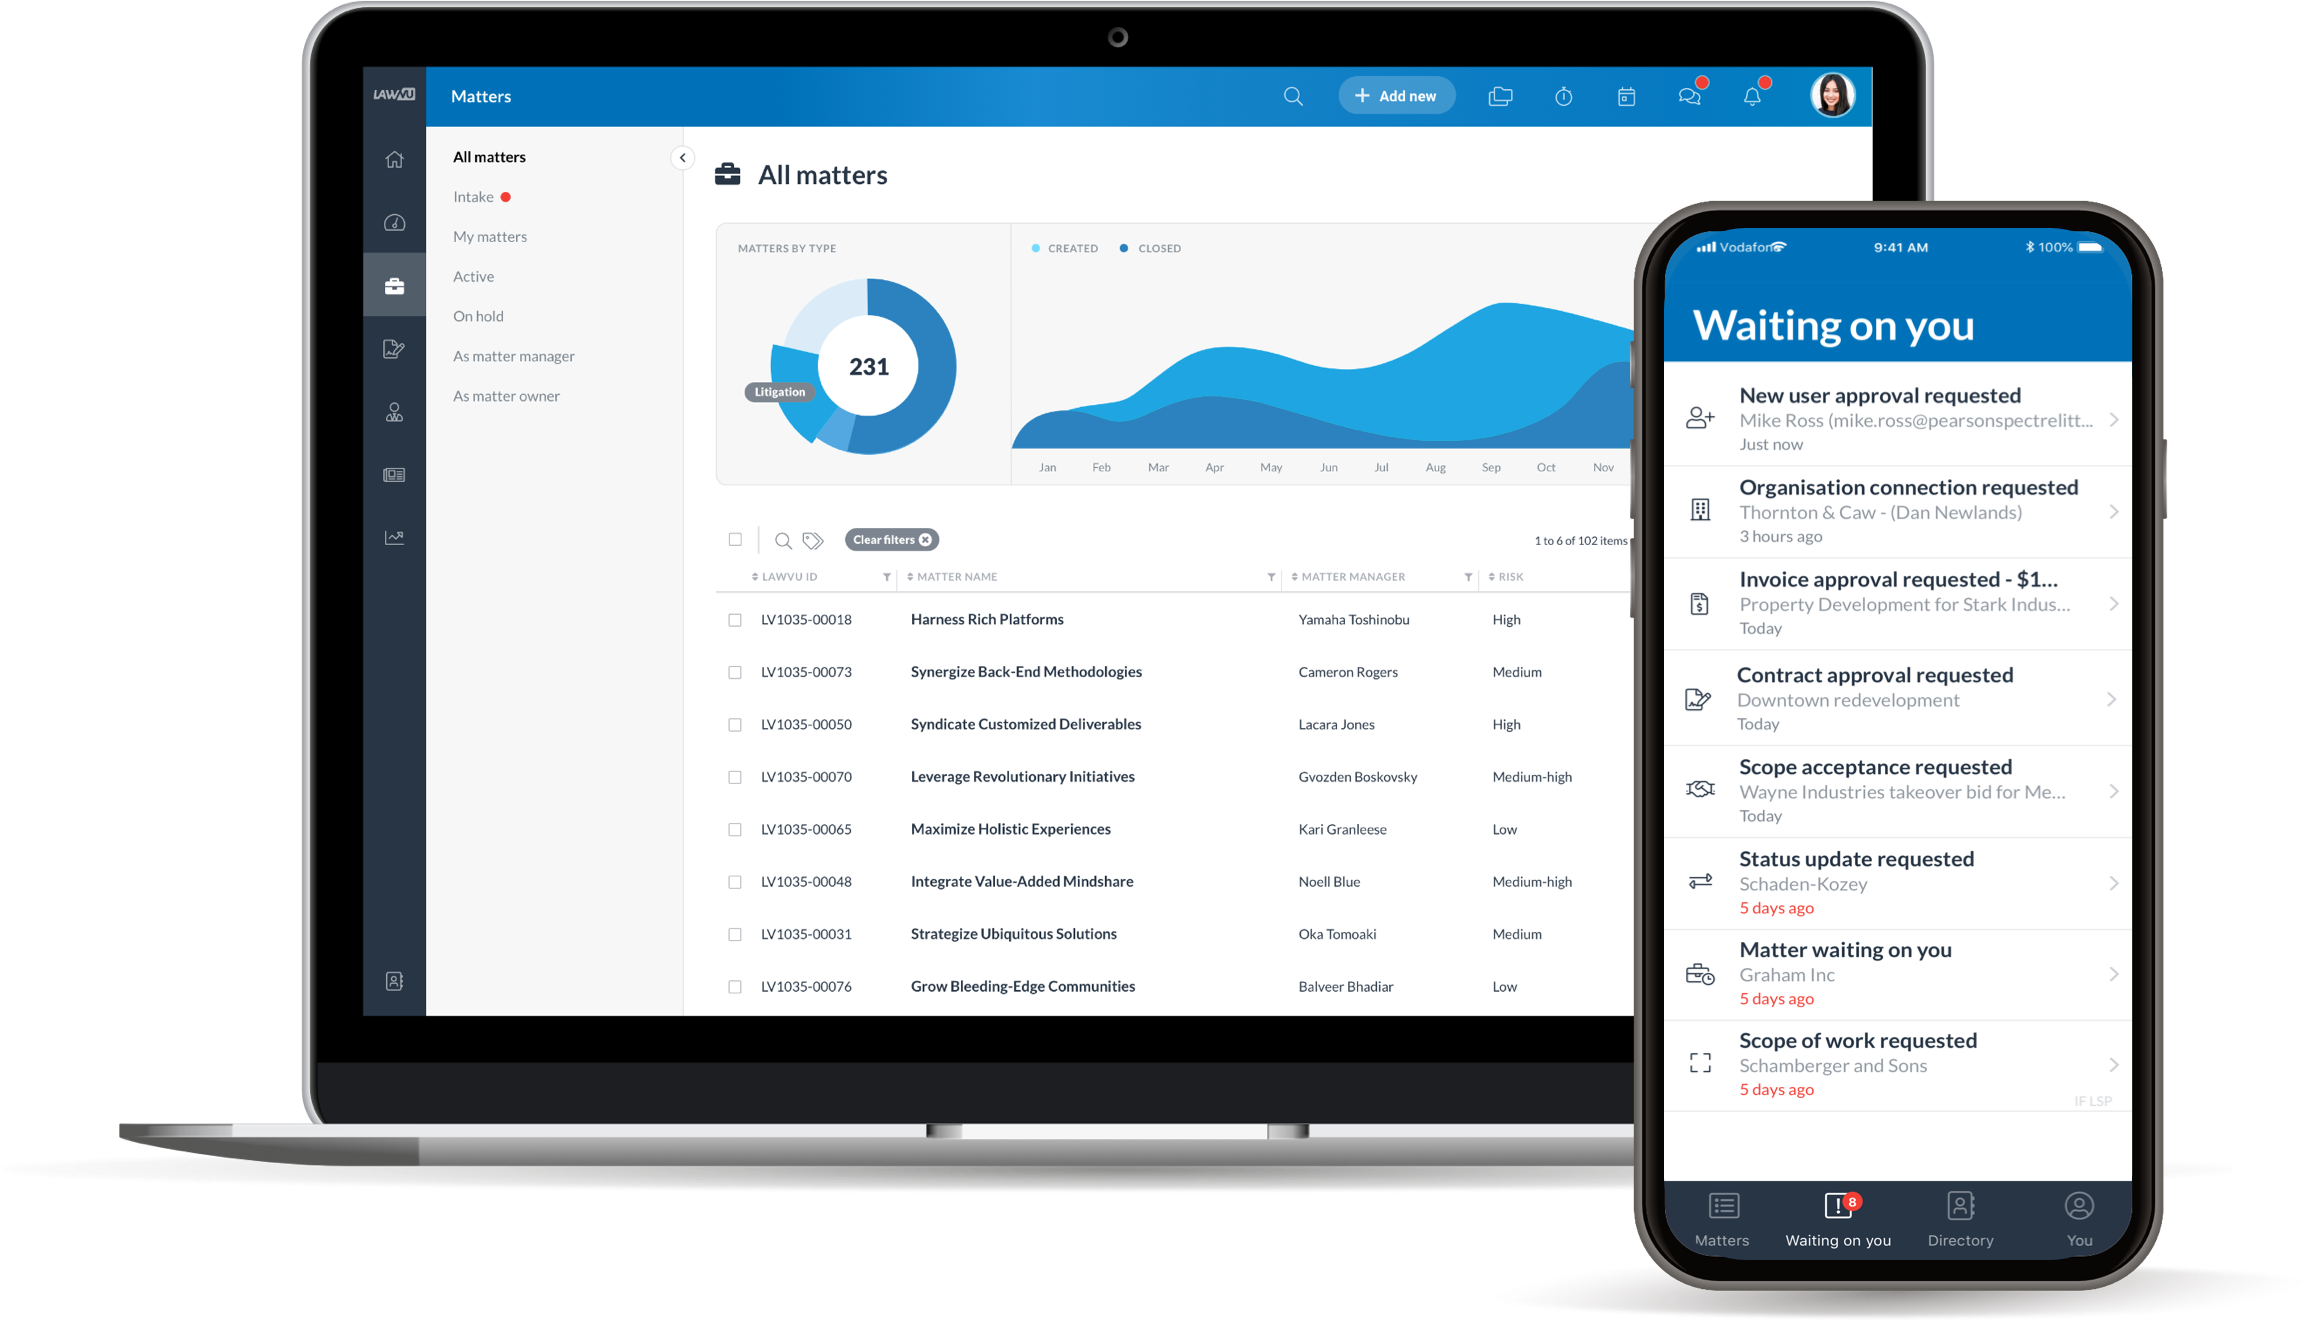 LAWVU
Matters
Add new
All matters
Intake
My matters
Active
On hold
As matter manager
As matter owner
All matters
MATTERS BY TYPE
231
Litigation
CREATED
CLOSED
Jan Feb Mar Apr May Jun Jul Aug Sep Oct Nov
Clear filters
1 to 6 of 102 items
LAWVU ID MATTER NAME MATTER MANAGER RISK
LV1035-00018 Harness Rich Platforms Yamaha Toshinobu High
LV1035-00073 Synergize Back-End Methodologies Cameron Rogers Medium
LV1035-00050 Syndicate Customized Deliverables Lacara Jones High
LV1035-00070 Leverage Revolutionary Initiatives Gvozden Boskovsky Medium-high
LV1035-00065 Maximize Holistic Experiences Kari Granleese Low
LV1035-00048 Integrate Value-Added Mindshare Noell Blue Medium-high
LV1035-00031 Strategize Ubiquitous Solutions Oka Tomoaki Medium
LV1035-00076 Grow Bleeding-Edge Communities Balveer Bhadiar Low
Vodafone 9:41 AM 100%
Waiting on you
New user approval requested
Mike Ross (mike.ross@pearsonspectrelitt...
Just now
Organisation connection requested
Thornton & Caw - (Dan Newlands)
3 hours ago
Invoice approval requested - $1...
Property Development for Stark Indus...
Today
Contract approval requested
Downtown redevelopment
Today
Scope acceptance requested
Wayne Industries takeover bid for Me...
Today
Status update requested
Schaden-Kozey
5 days ago
Matter waiting on you
Graham Inc
5 days ago
Scope of work requested
Schamberger and Sons
5 days ago
IF LSP
8
Matters Waiting on you Directory You